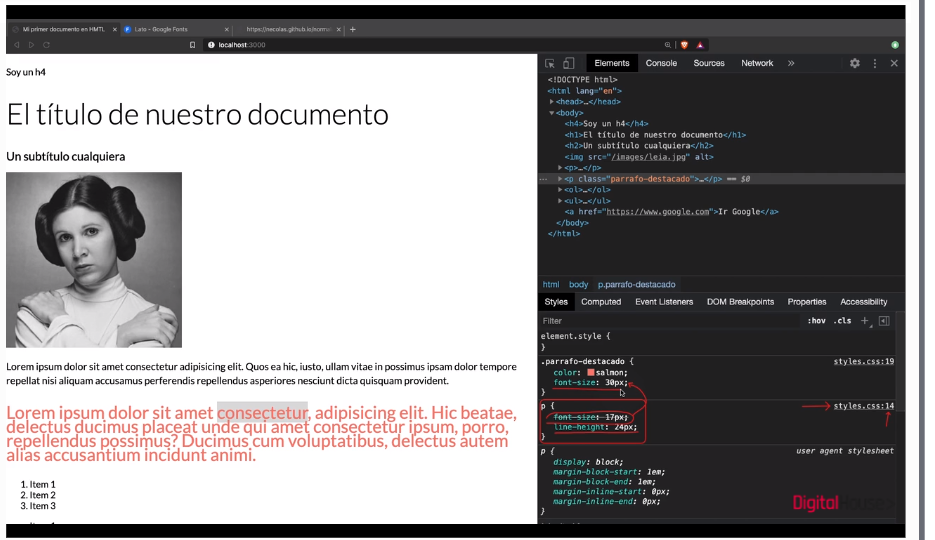 Mi primer documento en HMTL
Lato - Google Fonts
https://necolas.github.io/norma
localhost:3000
Soy un h4
El título de nuestro documento
Un subtítulo cualquiera
Lorem ipsum dolor sit amet consectetur adipisicing elit. Quos ea hic, iusto, ullam vitae in possimus ipsam dolor tempore
repellat nisi aliquam accusamus perferendis repellendus asperiores nesciunt dicta quisquam provident.
Lorem ipsum dolor sit amet consectetur, adipisicing elit. Hic beatae,
delectus ducimus placeat unde qui amet consectetur ipsum, porro,
repellendus possimus? Ducimus cum voluptatibus, delectus autem
alias accusantium incidunt animi.
1. Item 1
2. Item 2
3. Item 3
Elements Console Sources Network »
<!DOCTYPE html>
<html lang="en">
<head>…</head>
<body>
<h4>Soy un h4</h4>
<h1>El título de nuestro documento</h1>
<h2>Un subtítulo cualquiera</h2>
<img src="/images/leia.jpg" alt>
<p>…</p>
<p class="parrafo-destacado">…</p> == $0
<ol>…</ol>
<ul>…</ul>
<a href="https://www.google.com">Ir Google</a>
</body>
</html>
html body p.parrafo-destacado
Styles Computed Event Listeners DOM Breakpoints Properties Accessibility
Filter :hov .cls +
element.style {
}
.parrafo-destacado { styles.css:19
color: salmon;
font-size: 30px;
}
p { styles.css:14
font-size: 17px;
line-height: 24px;
}
p { user agent stylesheet
display: block;
margin-block-start: 1em;
margin-block-end: 1em;
margin-inline-start: 0px;
margin-inline-end: 0px;
}
DigitalHouse>